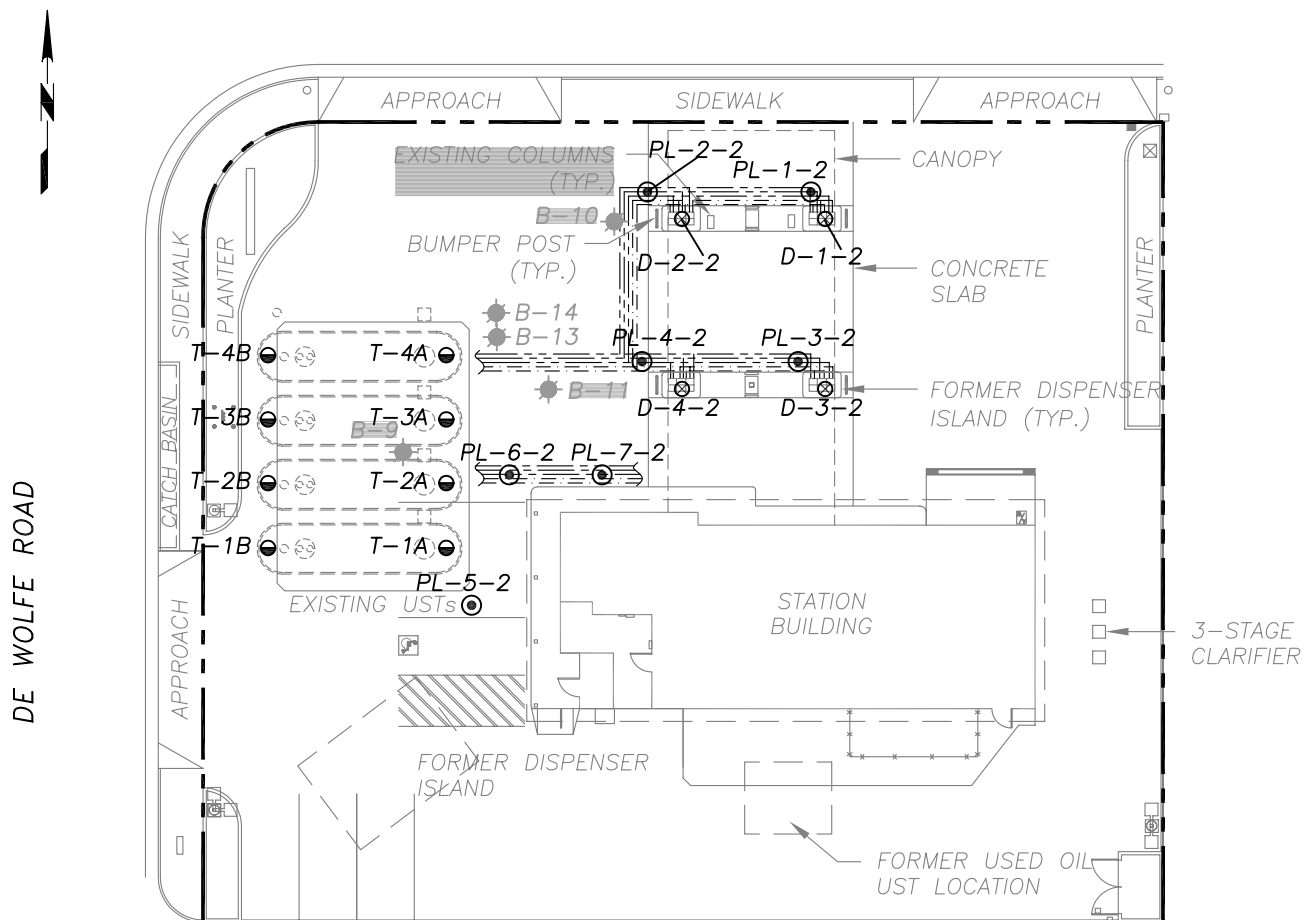 N
APPROACH
SIDEWALK
APPROACH
EXISTING COLUMNS
(TYP.)
PL-2-2
PL-1-2
CANOPY
B-10
BUMPER POST
(TYP.)
D-2-2
D-1-2
CONCRETE
SLAB
SIDEWALK
PLANTER
PLANTER
B-14
B-13
PL-4-2
PL-3-2
T-4B
T-4A
B-11
FORMER DISPENSER
ISLAND (TYP.)
D-4-2
D-3-2
T-3B
T-3A
B-9
CATCH BASIN
PL-6-2
PL-7-2
T-2B
T-2A
T-1B
T-1A
PL-5-2
EXISTING USTs
STATION
BUILDING
3-STAGE
CLARIFIER
DE WOLFE ROAD
APPROACH
FORMER DISPENSER
ISLAND
FORMER USED OIL
UST LOCATION